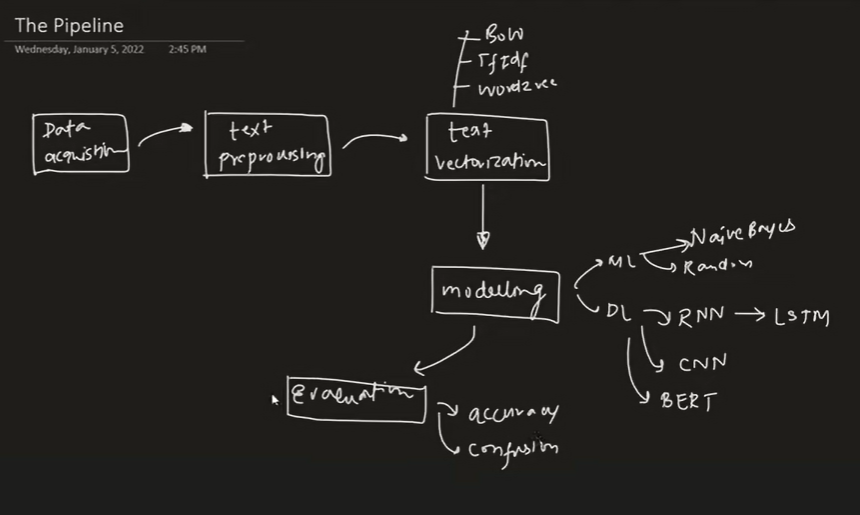 The Pipeline
Wednesday, January 5, 2022 2:45 PM
BoW
TfIdf
Word2vec
Data
acquistion
text
preprocessing
text
vectorization
modelling
ML
Naive Bayes
Random
DL
RNN
LSTM
CNN
BERT
Evaluation
accuracy
Confusion